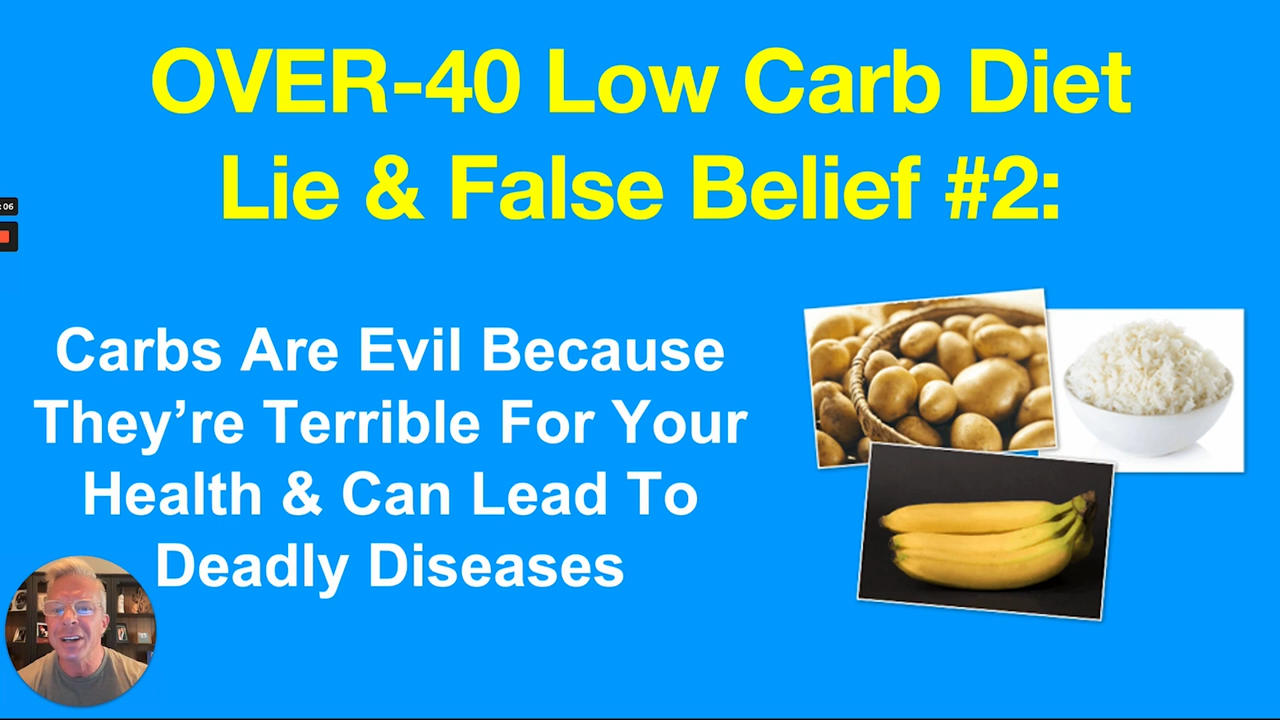 OVER-40 Low Carb Diet
Lie & False Belief #2:
:06
Carbs Are Evil Because
They’re Terrible For Your
Health & Can Lead To
Deadly Diseases